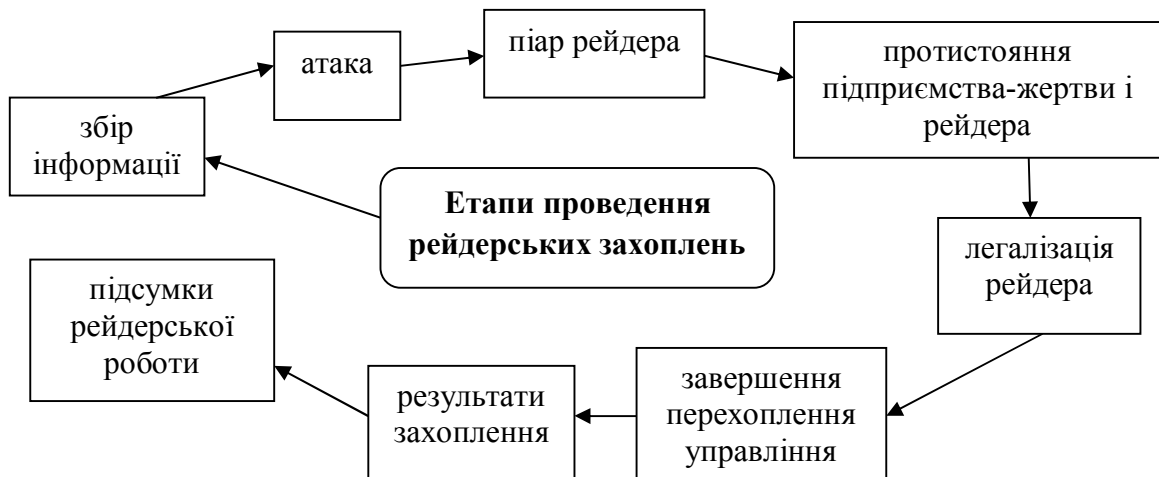 збір
інформації
атака
піар рейдера
протистояння
підприємства-жертви і
рейдера
Етапи проведення
рейдерських захоплень
легалізація
рейдера
завершення
перехоплення
управління
результати
захоплення
підсумки
рейдерської
роботи